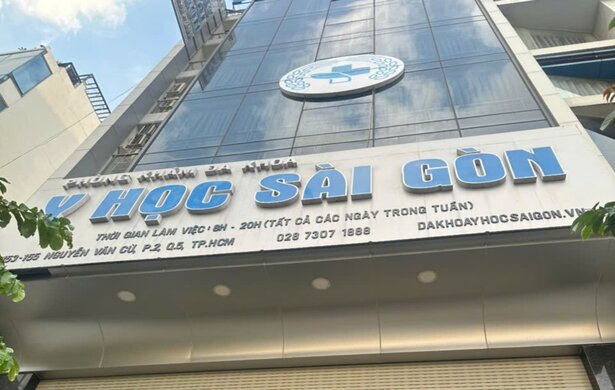 PHÒNG KHÁM ĐA KHOA
Y HỌC SÀI GÒN
THỜI GIAN LÀM VIỆC: 8H - 20H (TẤT CẢ CÁC NGÀY TRONG TUẦN)
153-155 NGUYỄN VĂN CỪ, P.2, Q.5, TP.HCM 028 7307 1888 DAKHOAYHOCSAIGON.VN